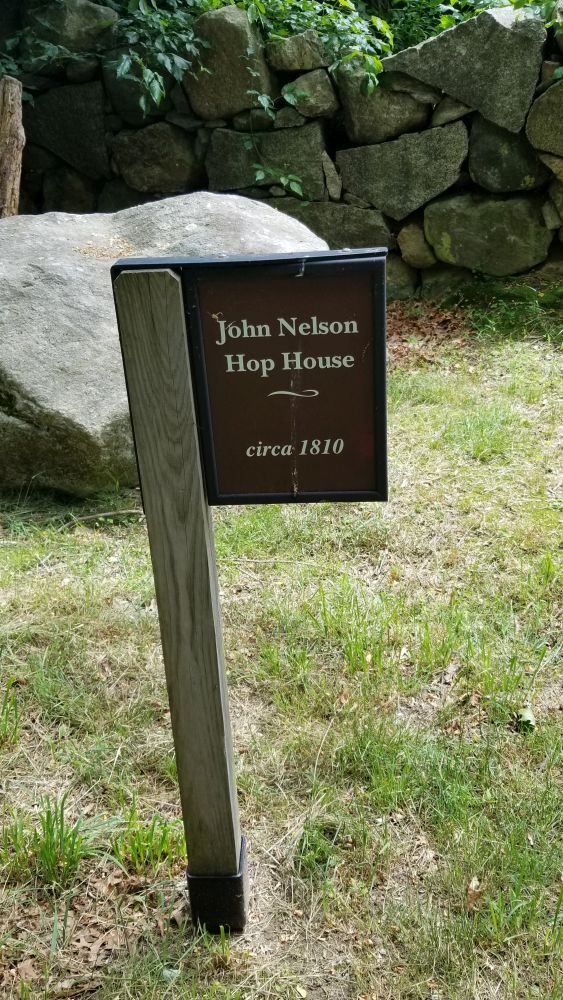 John Nelson
Hop House
circa 1810